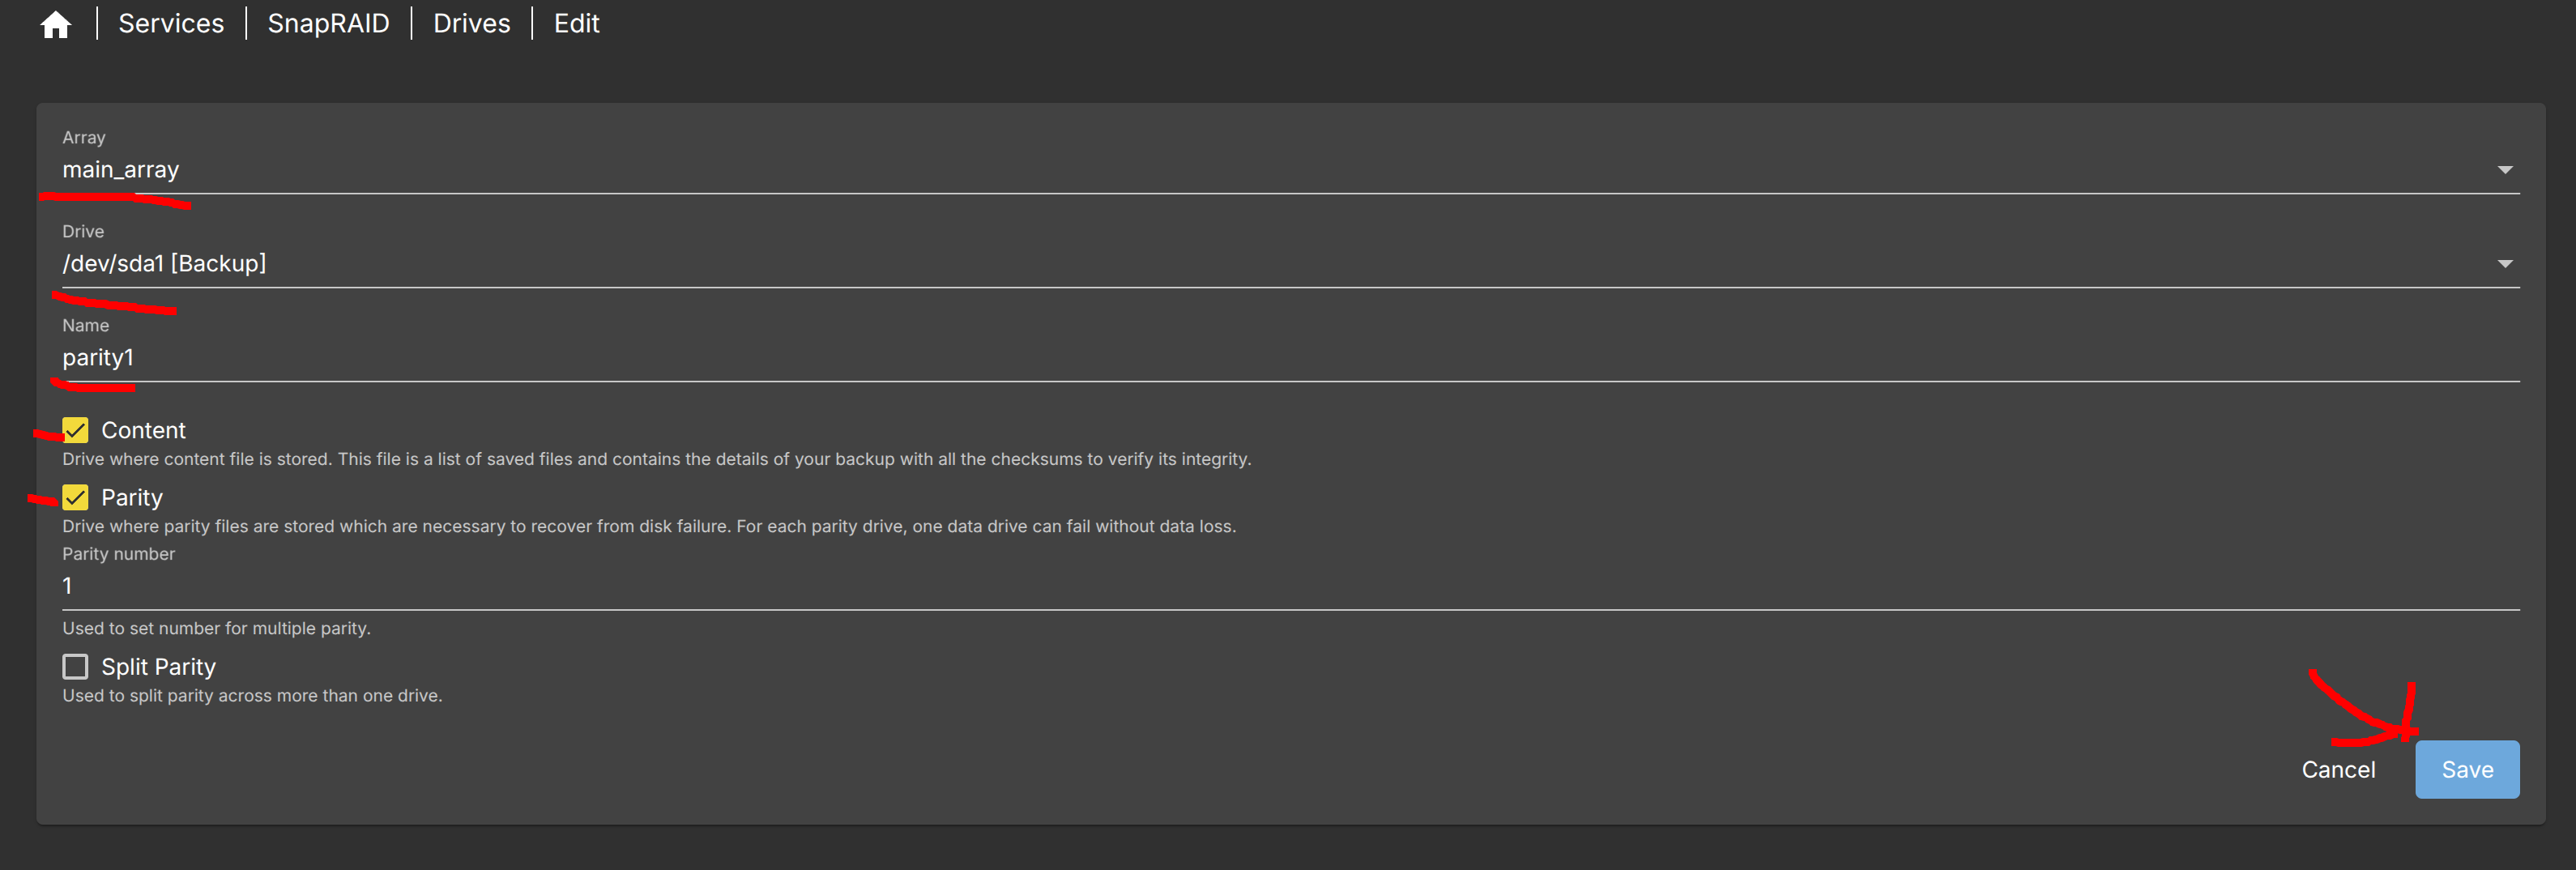 Services | SnapRAID | Drives | Edit
Array
main_array
Drive
/dev/sda1 [Backup]
Name
parity1
Content
Drive where content file is stored. This file is a list of saved files and contains the details of your backup with all the checksums to verify its integrity.
Parity
Drive where parity files are stored which are necessary to recover from disk failure. For each parity drive, one data drive can fail without data loss.
Parity number
1
Used to set number for multiple parity.
Split Parity
Used to split parity across more than one drive.
Cancel Save